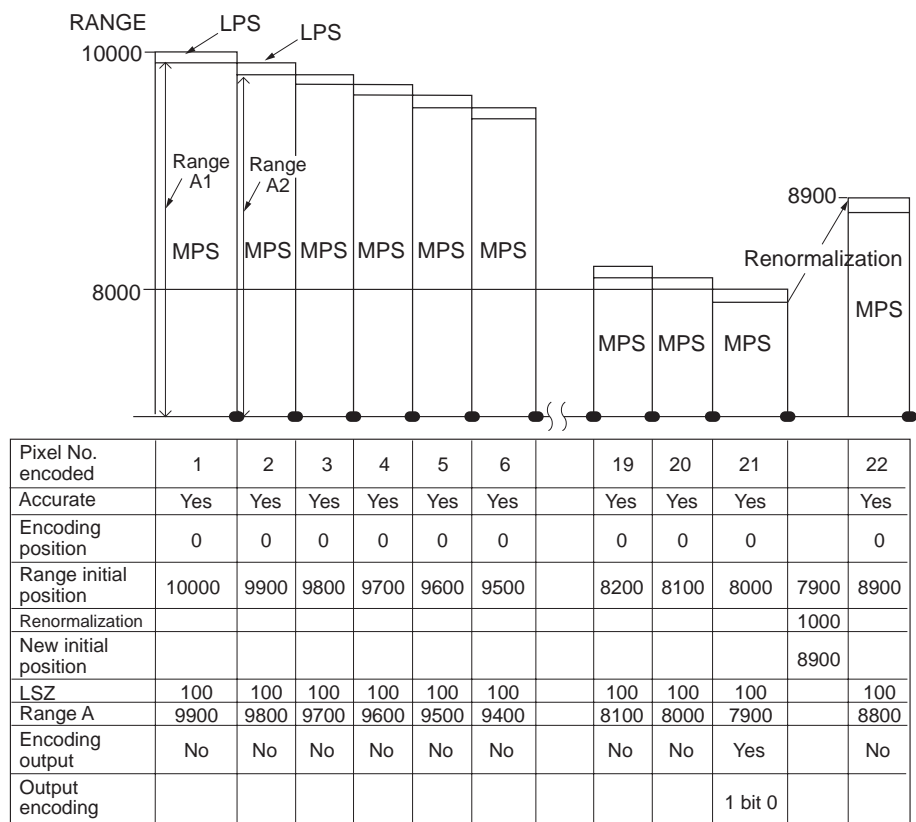 RANGE
LPS
LPS
10000
Range
A1
Range
A2
8900
MPS
MPS
MPS
MPS
MPS
MPS
Renormalization
8000
MPS
MPS
MPS
MPS
Pixel No.
encoded 1 2 3 4 5 6 19 20 21 22
Accurate Yes Yes Yes Yes Yes Yes Yes Yes Yes Yes
Encoding
position 0 0 0 0 0 0 0 0 0 0
Range initial
position 10000 9900 9800 9700 9600 9500 8200 8100 8000 7900 8900
Renormalization 1000
New initial
position 8900
LSZ 100 100 100 100 100 100 100 100 100 100
Range A 9900 9800 9700 9600 9500 9400 8100 8000 7900 8800
Encoding
output No No No No No No No No Yes No
Output
encoding 1 bit 0